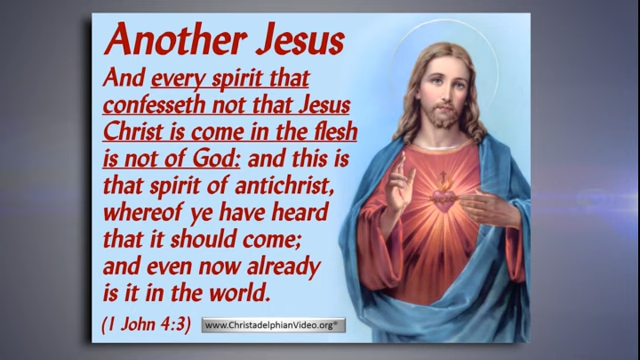 Another Jesus
And every spirit that
confesseth not that Jesus
Christ is come in the flesh
is not of God: and this is
that spirit of antichrist,
whereof ye have heard
that it should come;
and even now already
is it in the world.
(1 John 4:3)
www.ChristadelphianVideo.org®